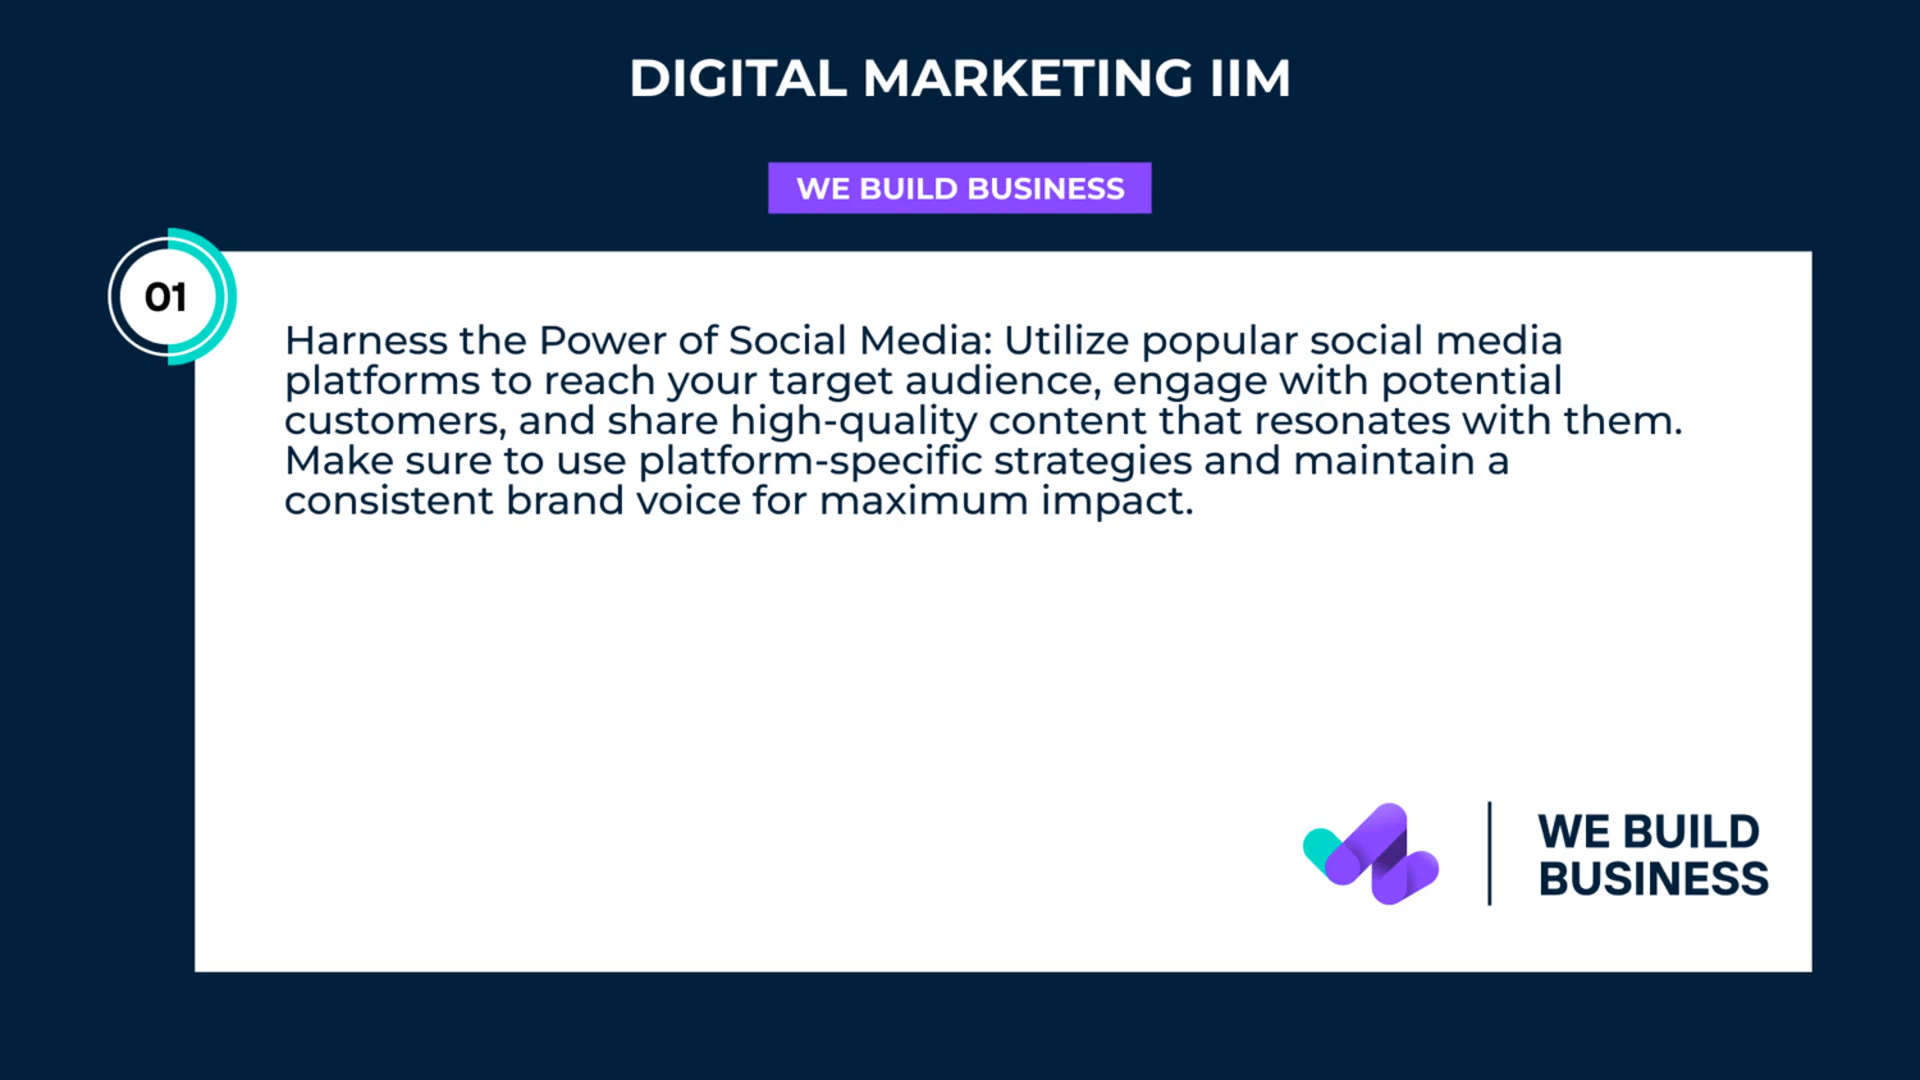 DIGITAL MARKETING IIM
WE BUILD BUSINESS
01
Harness the Power of Social Media: Utilize popular social media
platforms to reach your target audience, engage with potential
customers, and share high-quality content that resonates with them.
Make sure to use platform-specific strategies and maintain a
consistent brand voice for maximum impact.
WE BUILD
BUSINESS